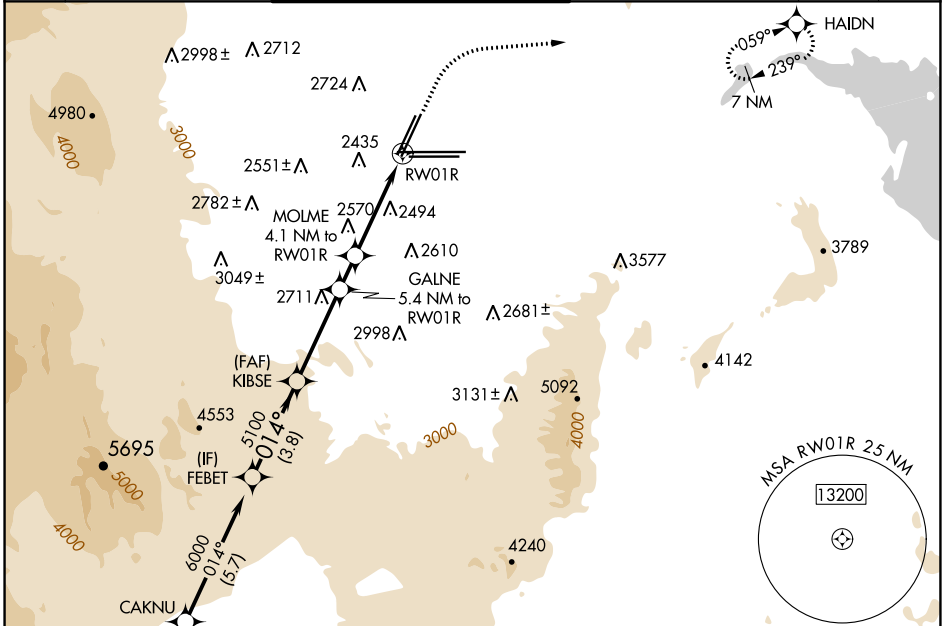 HAIDN
059°
239°
7 NM
2998 ±
2712
2724
4980
4000
3000
2435
2551 ±
RW01R
2782 ±
2570
2494
MOLME
4.1 NM to
RW01R
2610
3049 ±
3577
3789
GALNE
5.4 NM to
RW01R
2711
2681 ±
2998
4142
(FAF)
KIBSE
3131 ±
5092
4000
4553
5100
014°
(3.8)
3000
5695
5000
(IF)
FEBET
MSA RW01R 25 NM
13200
4000
6000
014°
(5.7)
4240
CAKNU